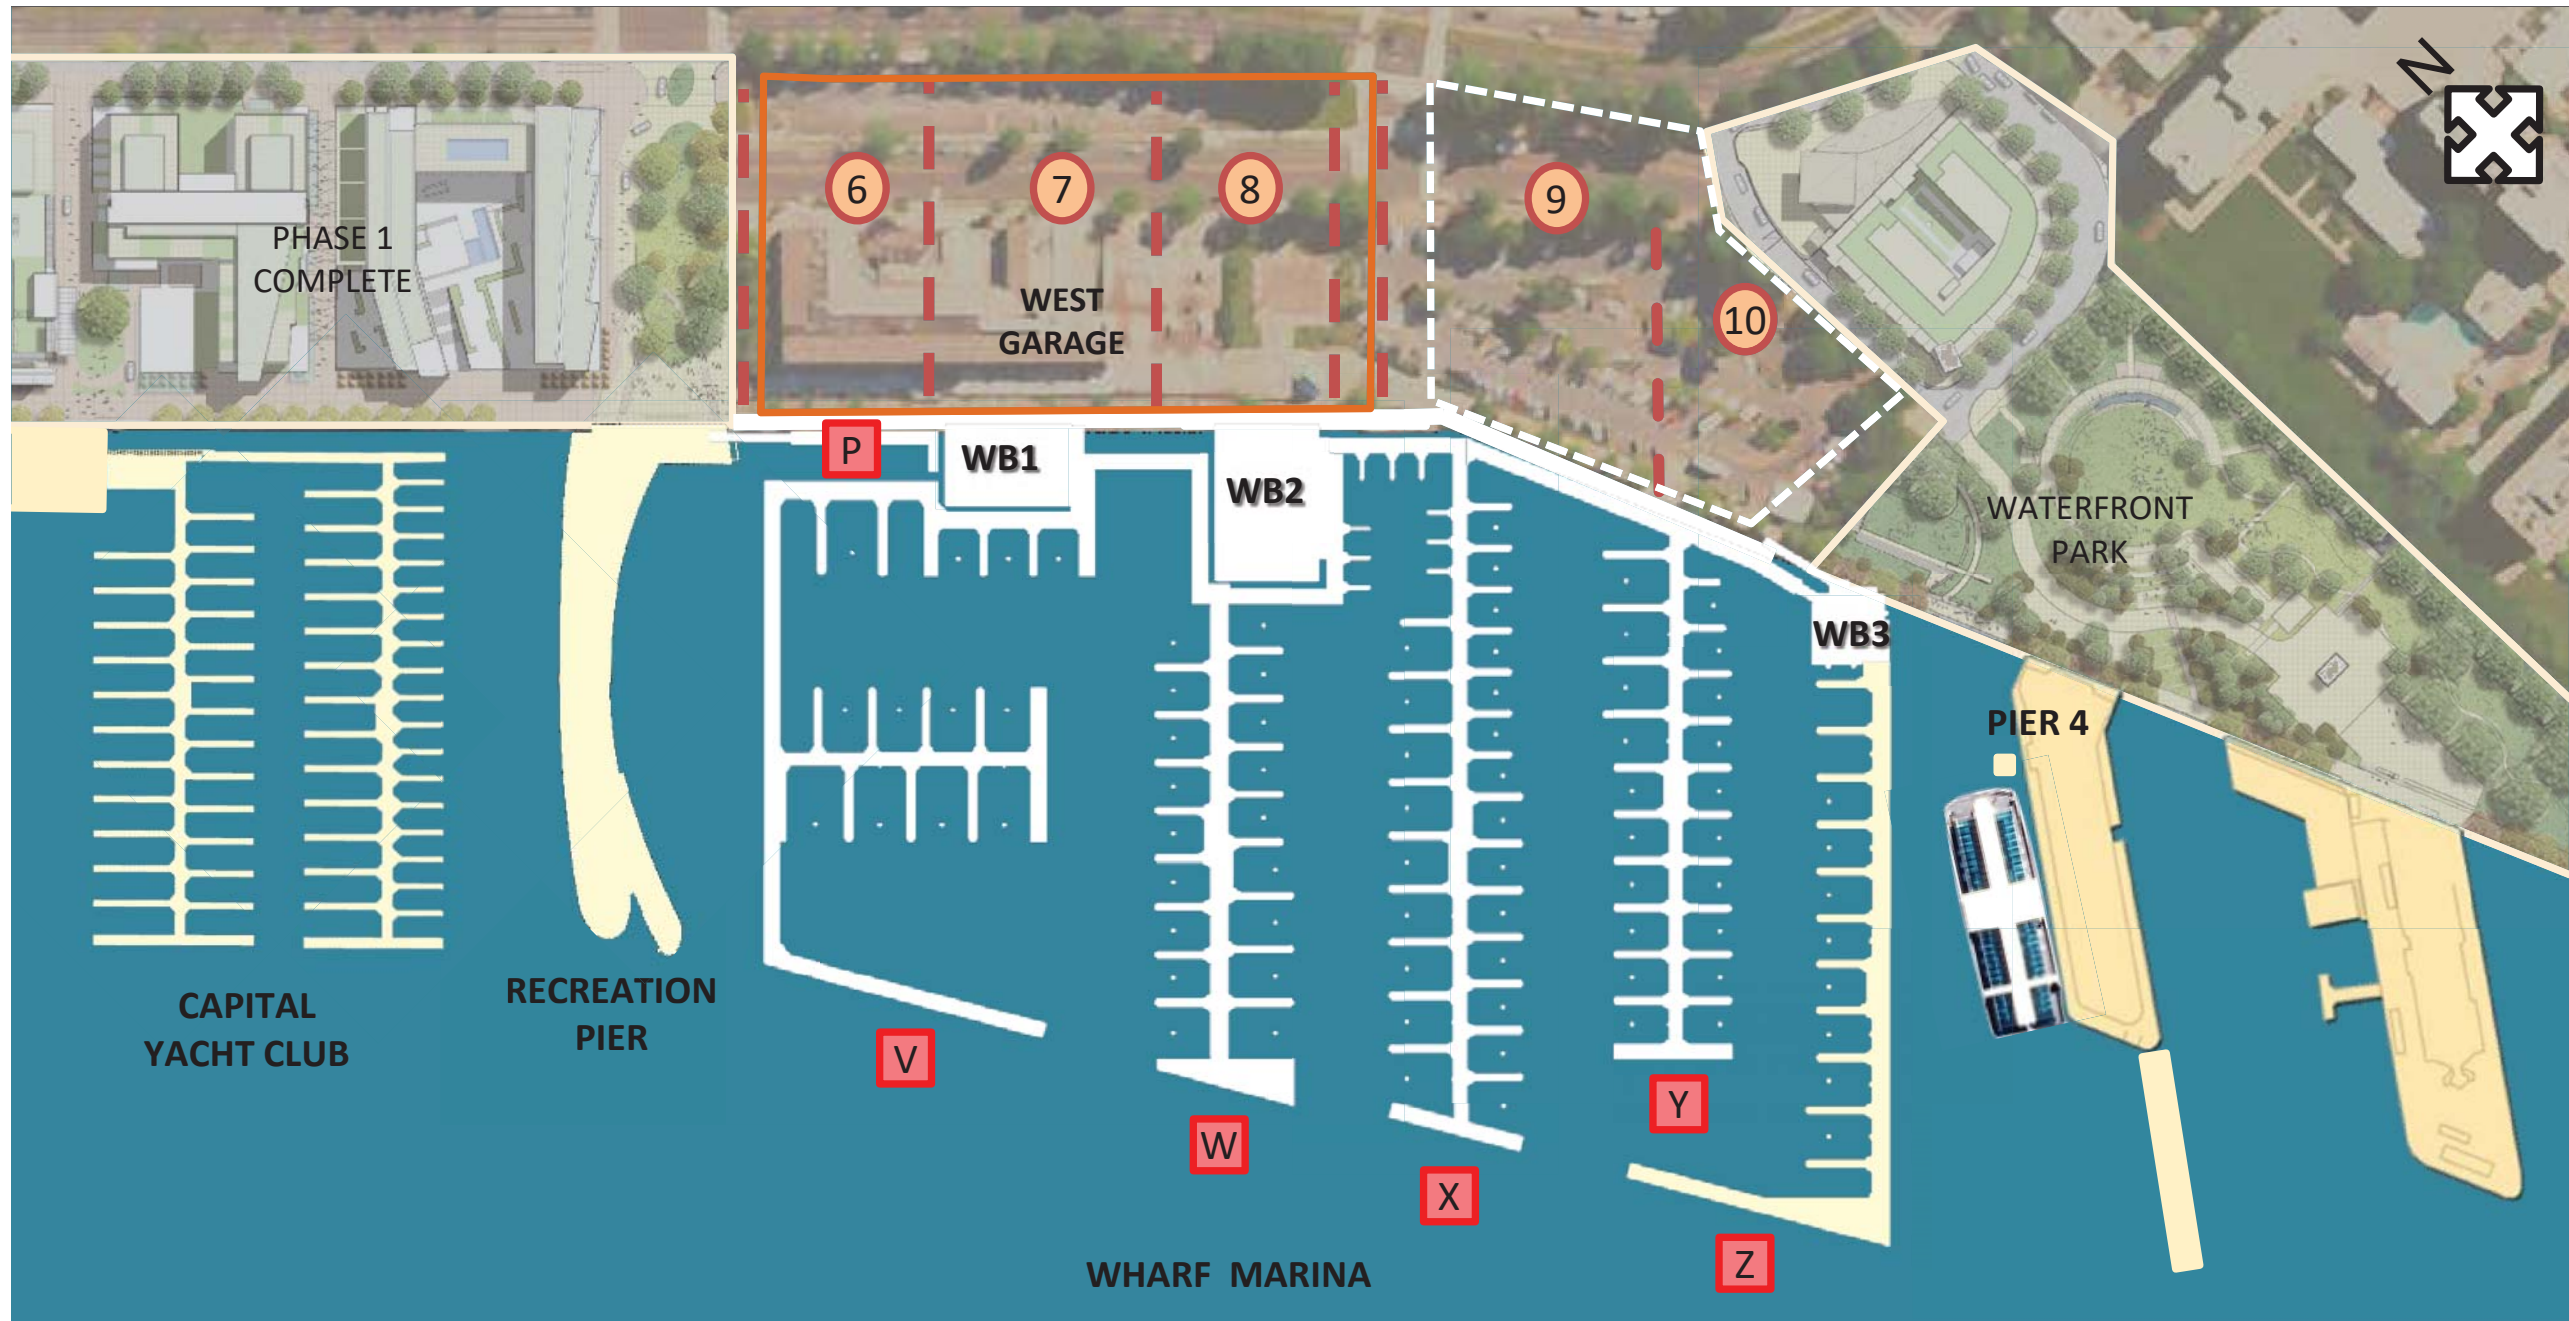 N
6
7
8
9
10
PHASE 1
COMPLETE
WEST
GARAGE
P
WB1
WB2
WB3
WATERFRONT
PARK
PIER 4
CAPITAL
YACHT CLUB
RECREATION
PIER
V
W
X
Y
Z
WHARF MARINA